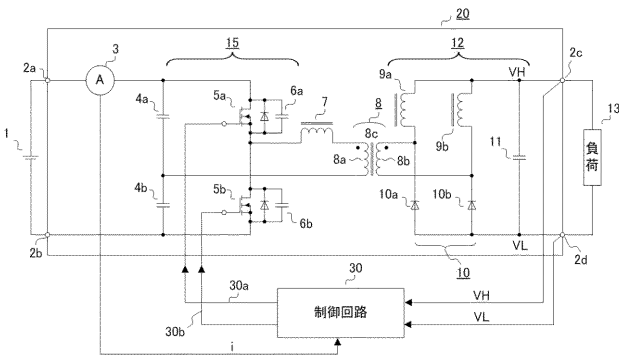 20
3
15
12
2a
A
9a
VH
2c
4a
5a
6a
7
8
13
8c
9b
1
11
負荷
8a
8b
4b
5b
10a
10b
6b
VL
2b
10
2d
30
30a
制御回路
VH
30b
VL
i